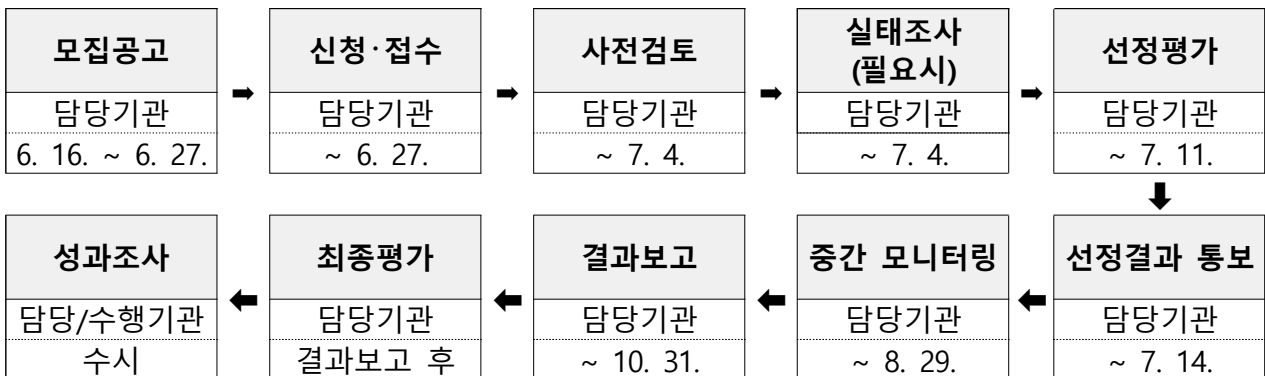 모집공고
담당기관
6. 16. ~ 6. 27.
신청·접수
담당기관
~ 6. 27.
사전검토
담당기관
~ 7. 4.
실태조사
(필요시)
담당기관
~ 7. 4.
선정평가
담당기관
~ 7. 11.
선정결과 통보
담당기관
~ 7. 14.
중간 모니터링
담당기관
~ 8. 29.
결과보고
담당기관
~ 10. 31.
최종평가
담당기관
결과보고 후
성과조사
담당/수행기관
수시